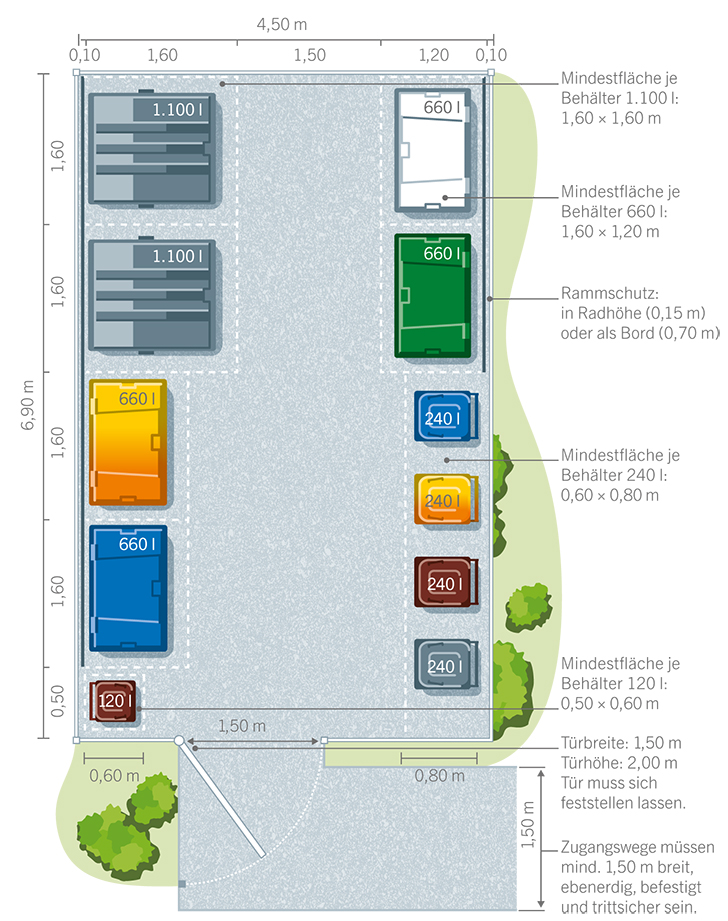 4,50 m
0,10 1,60 1,50 1,20 0,10
Mindestfläche je
Behälter 1.100 l:
1,60 × 1,60 m
1.100 l
660 l
1,60
Mindestfläche je
Behälter 660 l:
1,60 × 1,20 m
1.100 l
660 l
1,60
Rammschutz:
in Radhöhe (0,15 m)
oder als Bord (0,70 m)
6,90 m
660 l
240 l
1,60
Mindestfläche je
Behälter 240 l:
0,60 × 0,80 m
240 l
660 l
240 l
1,60
240 l
Mindestfläche je
Behälter 120 l:
0,50 × 0,60 m
0,50
120 l
1,50 m
Türbreite: 1,50 m
Türhöhe: 2,00 m
Tür muss sich
feststellen lassen.
0,60 m
0,80 m
1,50 m
Zugangswege müssen
mind. 1,50 m breit,
ebenerdig, befestigt
und trittsicher sein.